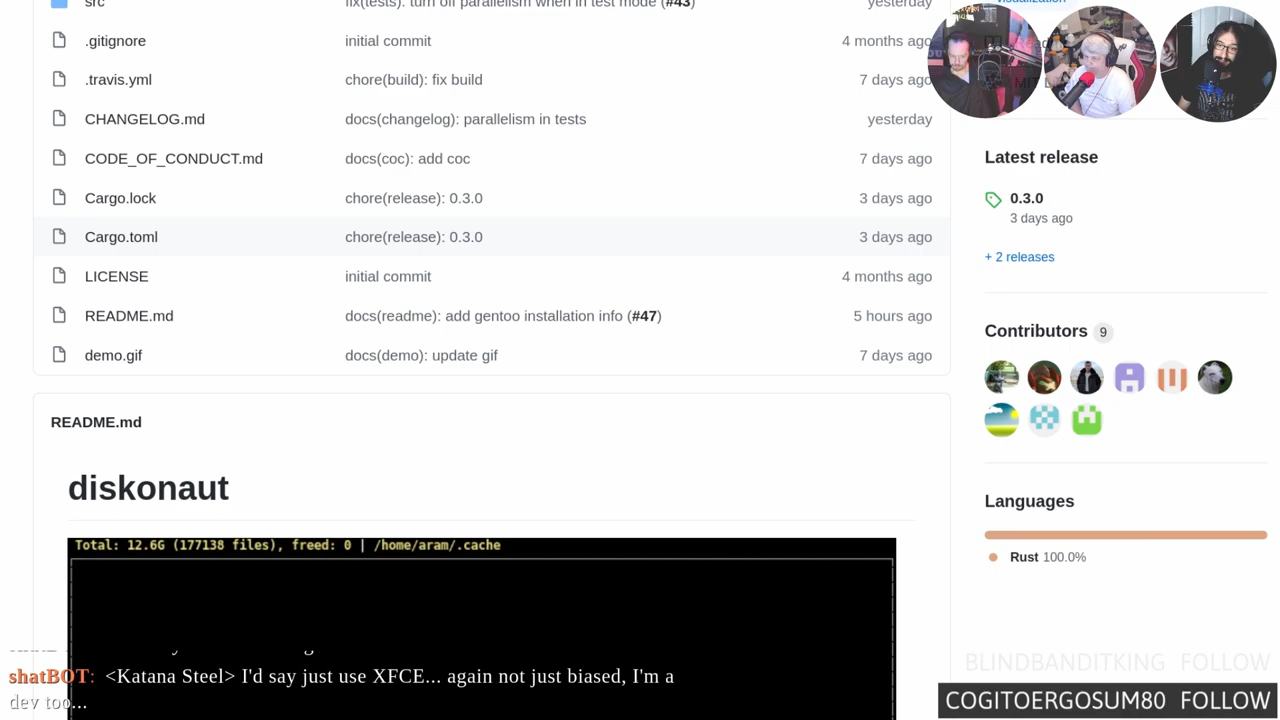 src fix(tests): turn off parallelism when in test mode (#43) yesterday
.gitignore initial commit 4 months ago
.travis.yml chore(build): fix build 7 days ago
CHANGELOG.md docs(changelog): parallelism in tests yesterday
CODE_OF_CONDUCT.md docs(coc): add coc 7 days ago
Cargo.lock chore(release): 0.3.0 3 days ago
Cargo.toml chore(release): 0.3.0 3 days ago
LICENSE initial commit 4 months ago
README.md docs(readme): add gentoo installation info (#47) 5 hours ago
demo.gif docs(demo): update gif 7 days ago
README.md
diskonaut
Total: 12.6G (177138 files), freed: 0 | /home/aram/.cache
shatBOT: <Katana Steel> I'd say just use XFCE... again not just biased, I'm a
dev too...
visualization
Latest release
0.3.0
3 days ago
+ 2 releases
Contributors 9
Languages
Rust 100.0%
BLINDBANDITKING FOLLOW
COGITOERGOSUM80 FOLLOW